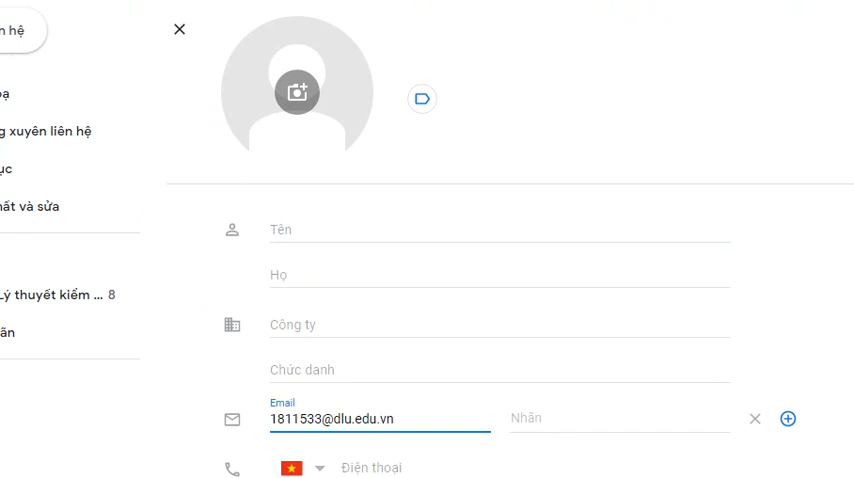 n hệ
oạ
g xuyên liên hệ
ục
hất và sửa
Lý thuyết kiểm ... 8
ãn
Tên
Họ
Công ty
Chức danh
Email
1811533@dlu.edu.vn
Nhãn
Điện thoại